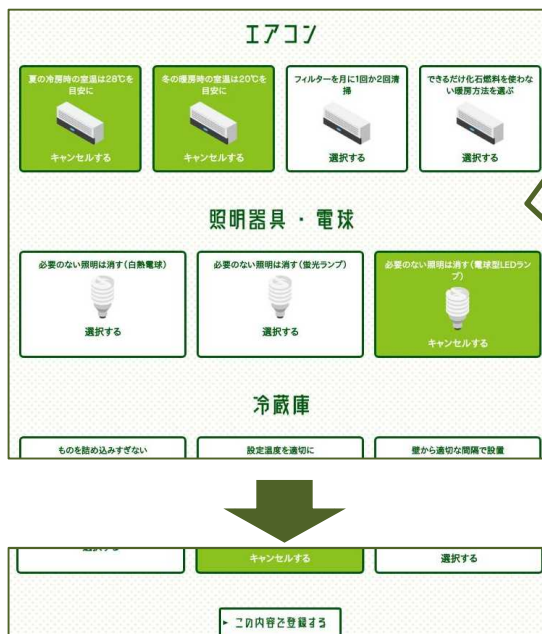 エアコン
夏の冷房時の室温は28℃を
目安に
キャンセルする
冬の暖房時の室温は20℃を
目安に
キャンセルする
フィルターを月に1回か2回清
掃
選択する
できるだけ化石燃料を使わな
い暖房方法を選ぶ
選択する
照明器具・電球
必要のない照明は消す(白熱電球)
選択する
必要のない照明は消す(蛍光ランプ)
選択する
必要のない照明は消す(電球型LEDラン
プ)
キャンセルする
冷蔵庫
ものを詰め込みすぎない
設定温度を適切に
壁から適切な間隔で設置
キャンセルする
選択する
この内容で登録する